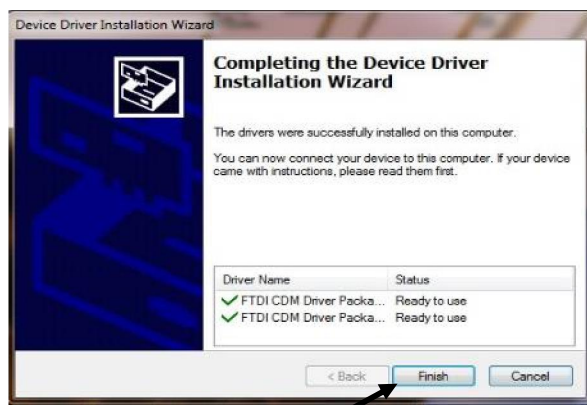 Device Driver Installation Wizard
Completing the Device Driver
Installation Wizard
The drivers were successfully installed on this computer.
You can now connect your device to this computer. If your device
came with instructions, please read them first.
Driver Name Status
FTDI CDM Driver Packa... Ready to use
FTDI CDM Driver Packa... Ready to use
< Back Finish Cancel